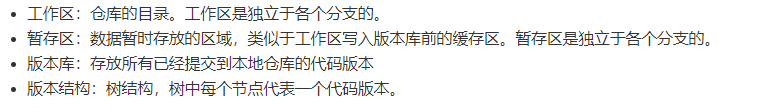 工作区：仓库的目录。工作区是独立于各个分支的。
暂存区：数据暂时存放的区域，类似于工作区写入版本库前的缓存区。暂存区是独立于各个分支的。
版本库：存放所有已经提交到本地仓库的代码版本
版本结构：树结构，树中每个节点代表一个代码版本。